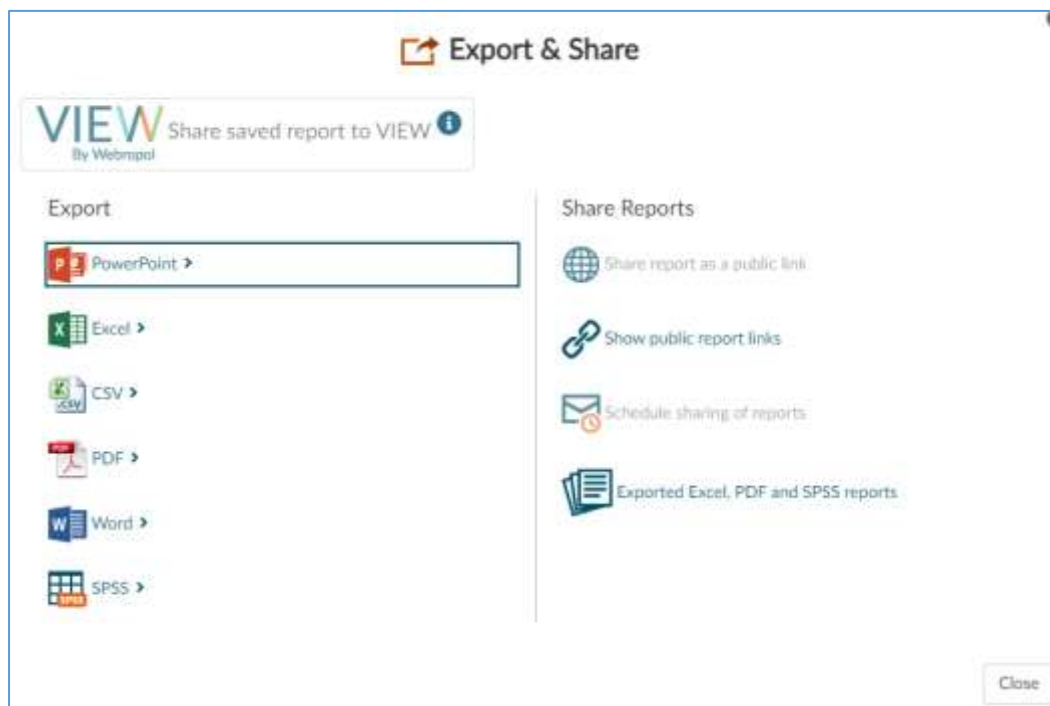 Export & Share
VIEW Share saved report to VIEW i
By Webropol
Export
PowerPoint >
Excel >
CSV >
PDF >
Word >
SPSS >
Share Reports
Share report as a public link
Show public report links
Schedule sharing of reports
Exported Excel, PDF and SPSS reports
Close